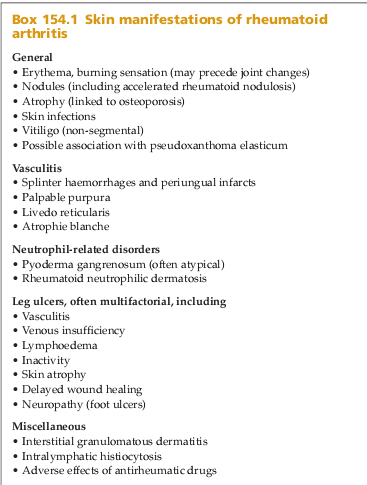 Box 154.1 Skin manifestations of rheumatoid
arthritis
General
• Erythema, burning sensation (may precede joint changes)
• Nodules (including accelerated rheumatoid nodulosis)
• Atrophy (linked to osteoporosis)
• Skin infections
• Vitiligo (non-segmental)
• Possible association with pseudoxanthoma elasticum
Vasculitis
• Splinter haemorrhages and periungual infarcts
• Palpable purpura
• Livedo reticularis
• Atrophie blanche
Neutrophil-related disorders
• Pyoderma gangrenosum (often atypical)
• Rheumatoid neutrophilic dermatosis
Leg ulcers, often multifactorial, including
• Vasculitis
• Venous insufficiency
• Lymphoedema
• Inactivity
• Skin atrophy
• Delayed wound healing
• Neuropathy (foot ulcers)
Miscellaneous
• Interstitial granulomatous dermatitis
• Intralymphatic histiocytosis
• Adverse effects of antirheumatic drugs